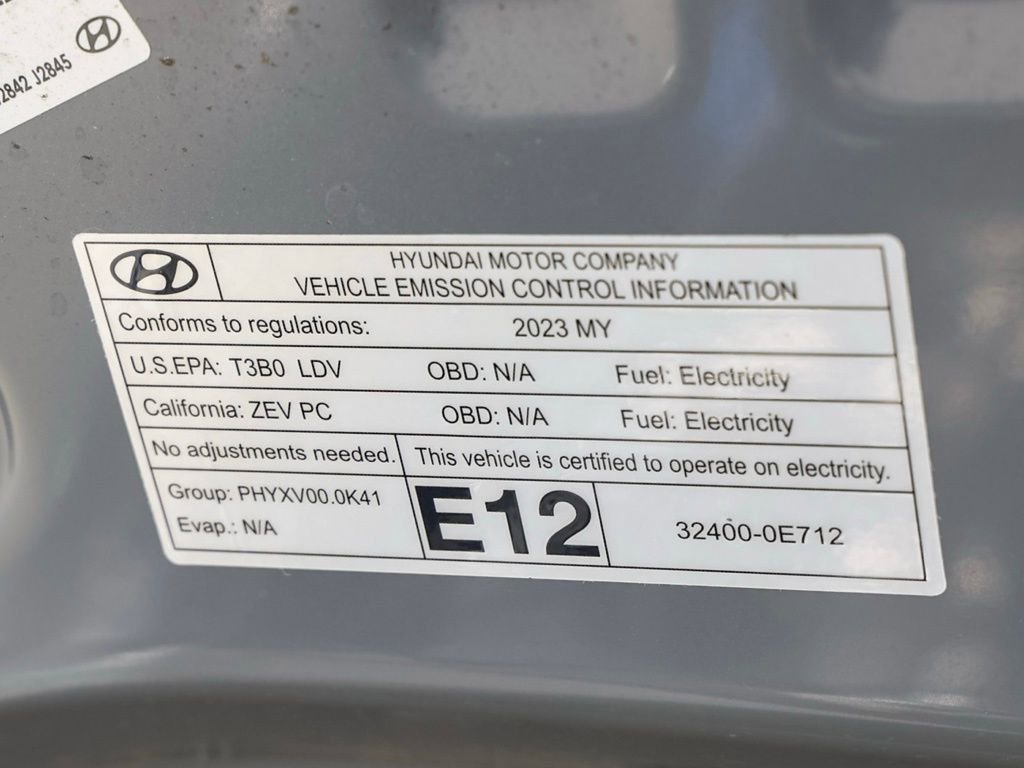 2842 J2845
HYUNDAI MOTOR COMPANY
VEHICLE EMISSION CONTROL INFORMATION
Conforms to regulations: 2023 MY
U.S.EPA: T3B0 LDV OBD: N/A Fuel: Electricity
California: ZEV PC OBD: N/A Fuel: Electricity
No adjustments needed. This vehicle is certified to operate on electricity.
Group: PHYXV00.0K41
Evap.: N/A
E12
32400-0E712